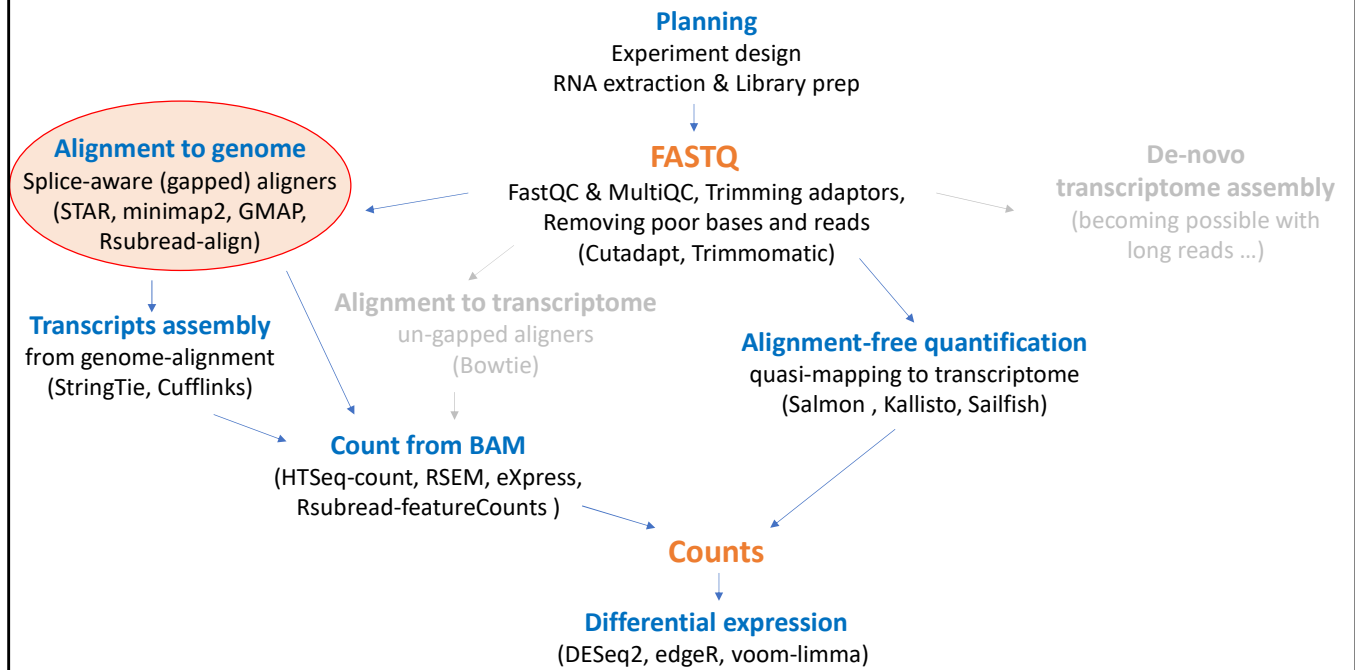 Planning
Experiment design
RNA extraction & Library prep
Alignment to genome
Splice-aware (gapped) aligners
(STAR, minimap2, GMAP,
Rsubread-align)
FASTQ
FastQC & MultiQC, Trimming adaptors,
Removing poor bases and reads
(Cutadapt, Trimmomatic)
De-novo
transcriptome assembly
(becoming possible with
long reads ...)
Transcripts assembly
from genome-alignment
(StringTie, Cufflinks)
Alignment to transcriptome
un-gapped aligners
(Bowtie)
Alignment-free quantification
quasi-mapping to transcriptome
(Salmon , Kallisto, Sailfish)
Count from BAM
(HTSeq-count, RSEM, eXpress,
Rsubread-featureCounts )
Counts
Differential expression
(DESeq2, edgeR, voom-limma)